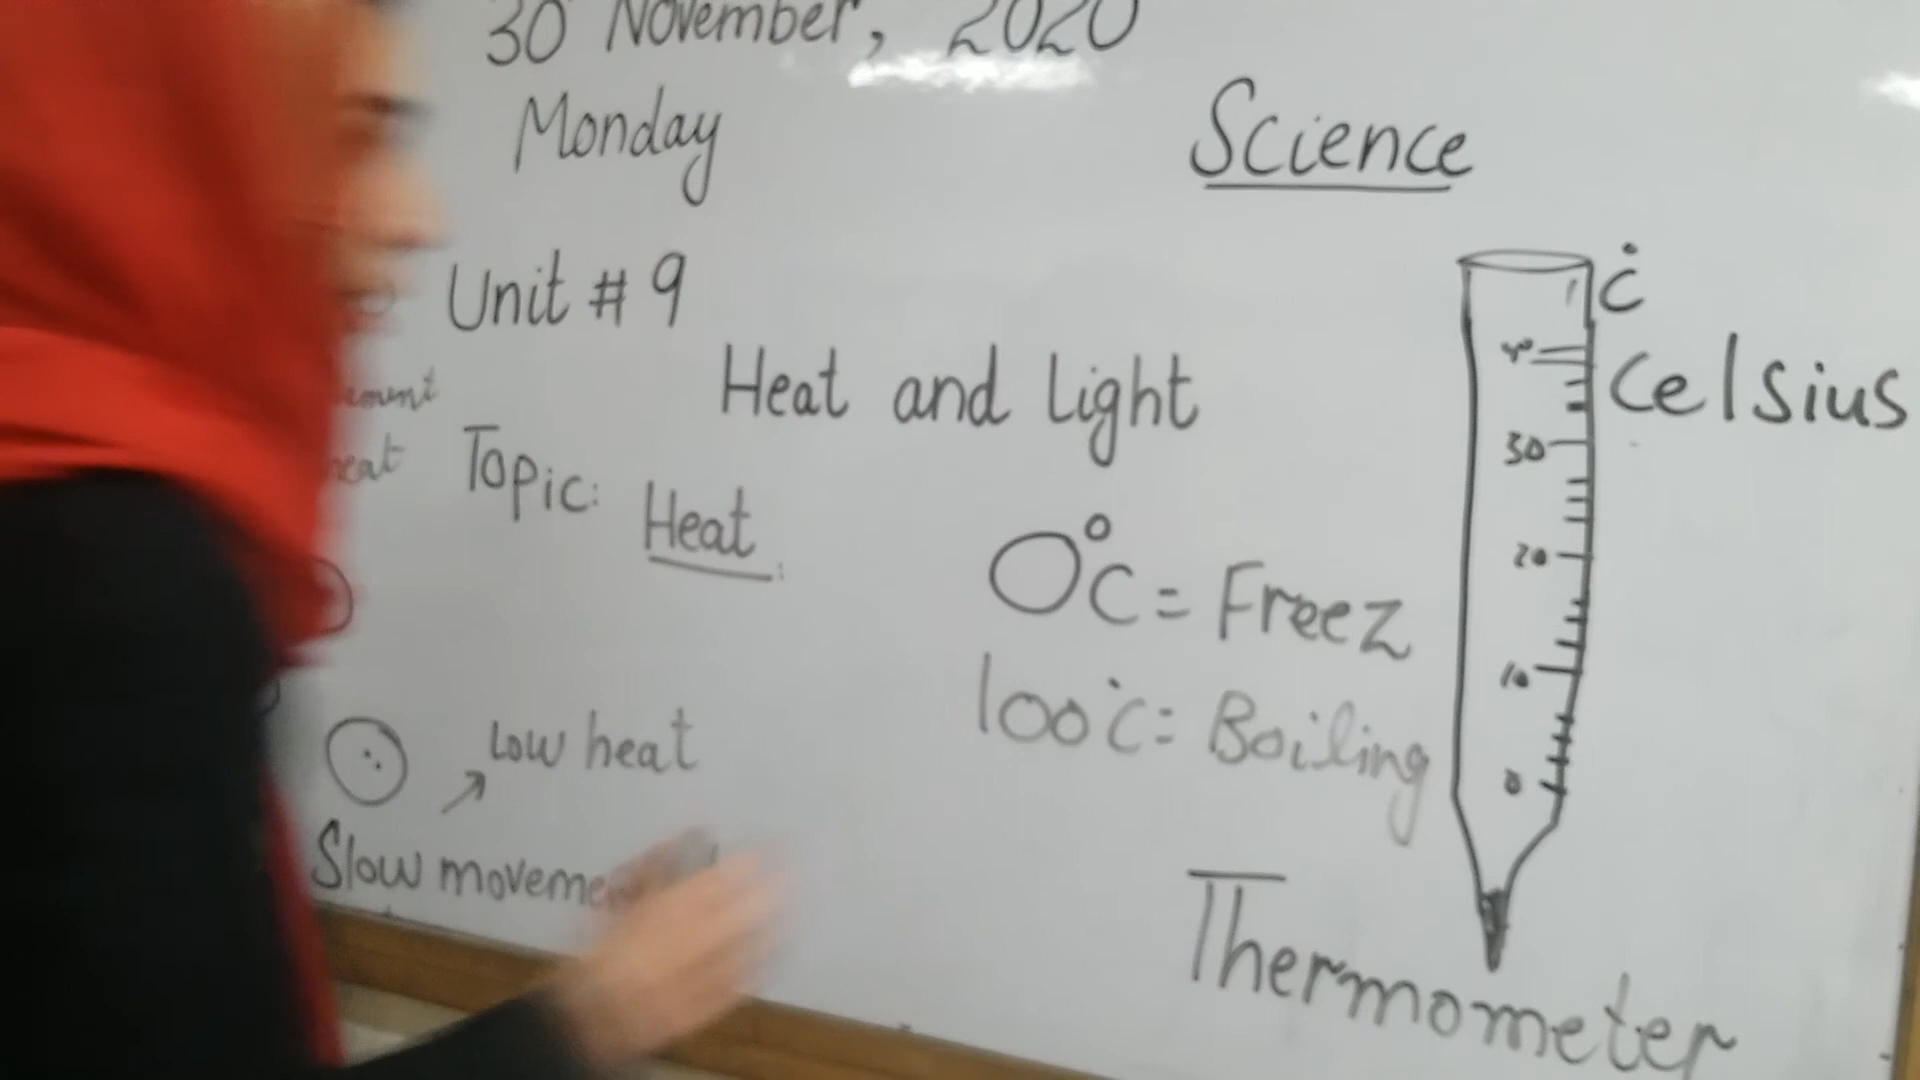 30 November, 2020
Monday
Science
Unit # 9
Heat and Light
Topic: Heat
Low heat
Slow
0°C = Freez
100°C = Boiling
°C
Celsius
40
30
20
10
0
Thermometer